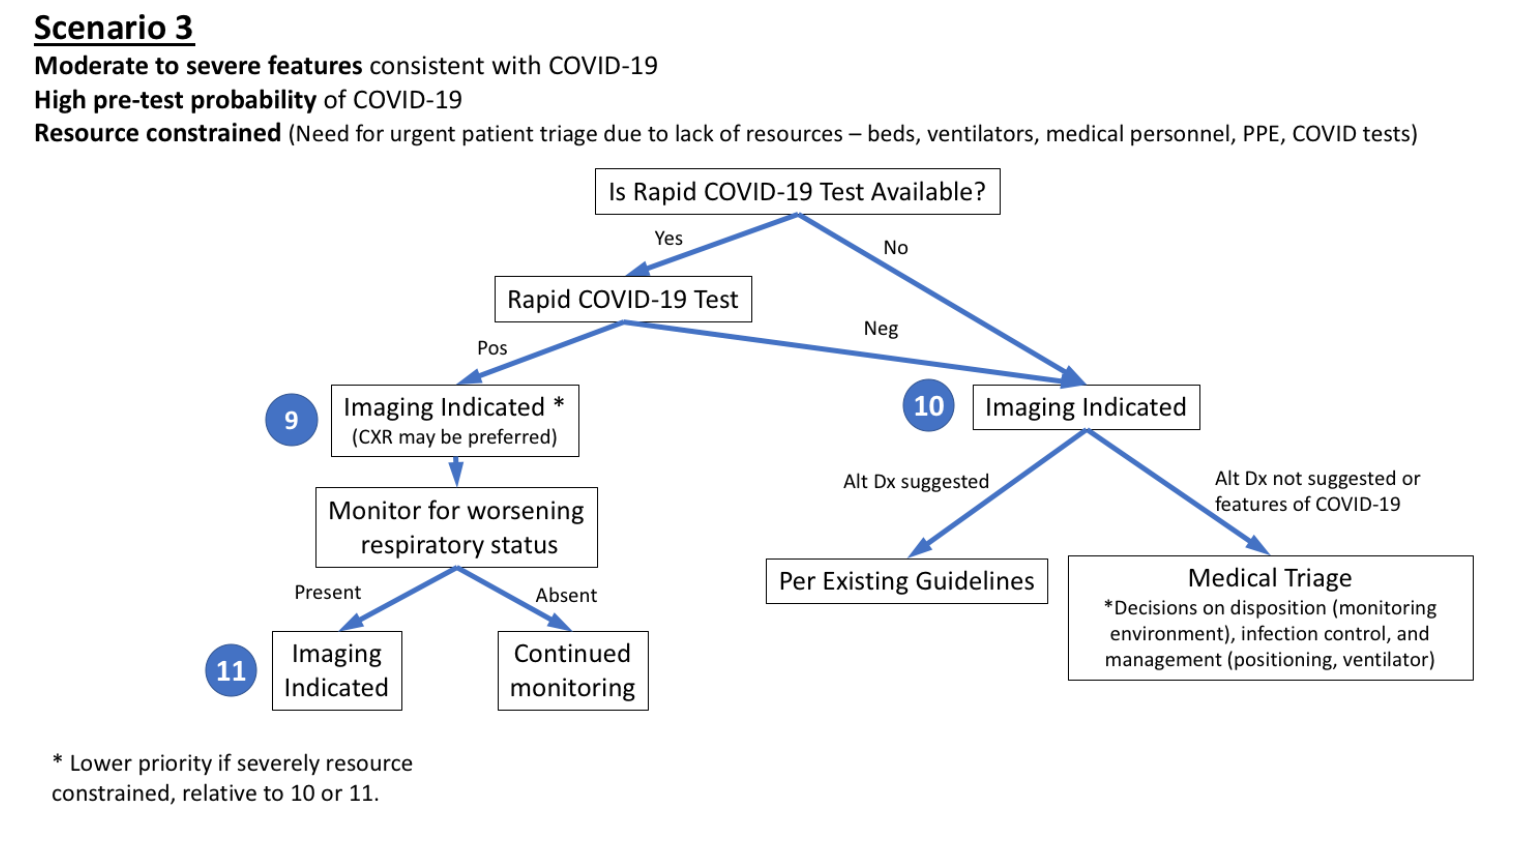 Scenario 3
Moderate to severe features consistent with COVID-19
High pre-test probability of COVID-19
Resource constrained (Need for urgent patient triage due to lack of resources – beds, ventilators, medical personnel, PPE, COVID tests)
Is Rapid COVID-19 Test Available?
Yes
No
Rapid COVID-19 Test
Pos
Neg
9
Imaging Indicated *
(CXR may be preferred)
10
Imaging Indicated
Monitor for worsening
respiratory status
Alt Dx suggested
Alt Dx not suggested or
features of COVID-19
Present
Absent
Per Existing Guidelines
Medical Triage
*Decisions on disposition (monitoring
environment), infection control, and
management (positioning, ventilator)
11
Imaging
Indicated
Continued
monitoring
* Lower priority if severely resource
constrained, relative to 10 or 11.